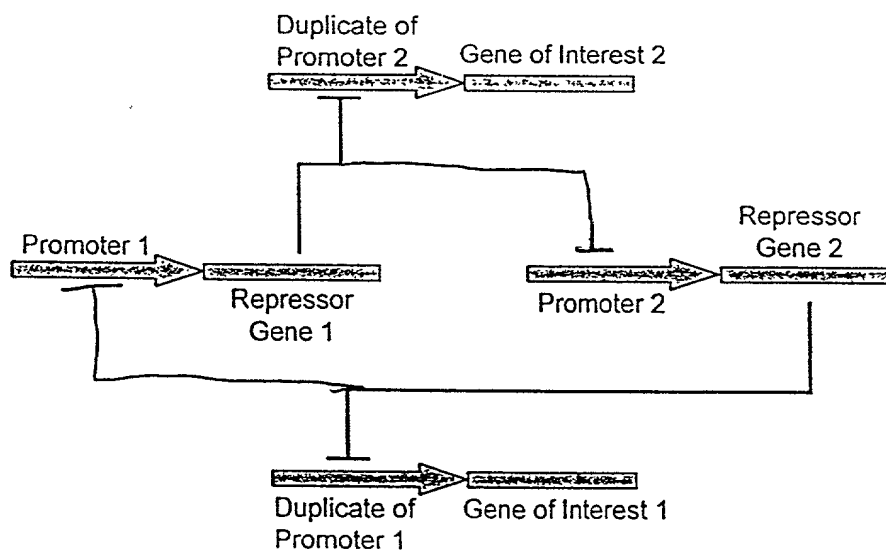 Duplicate of
Promoter 2
Gene of Interest 2
Promoter 1
Repressor
Gene 1
Repressor
Gene 2
Promoter 2
Duplicate of
Promoter 1
Gene of Interest 1